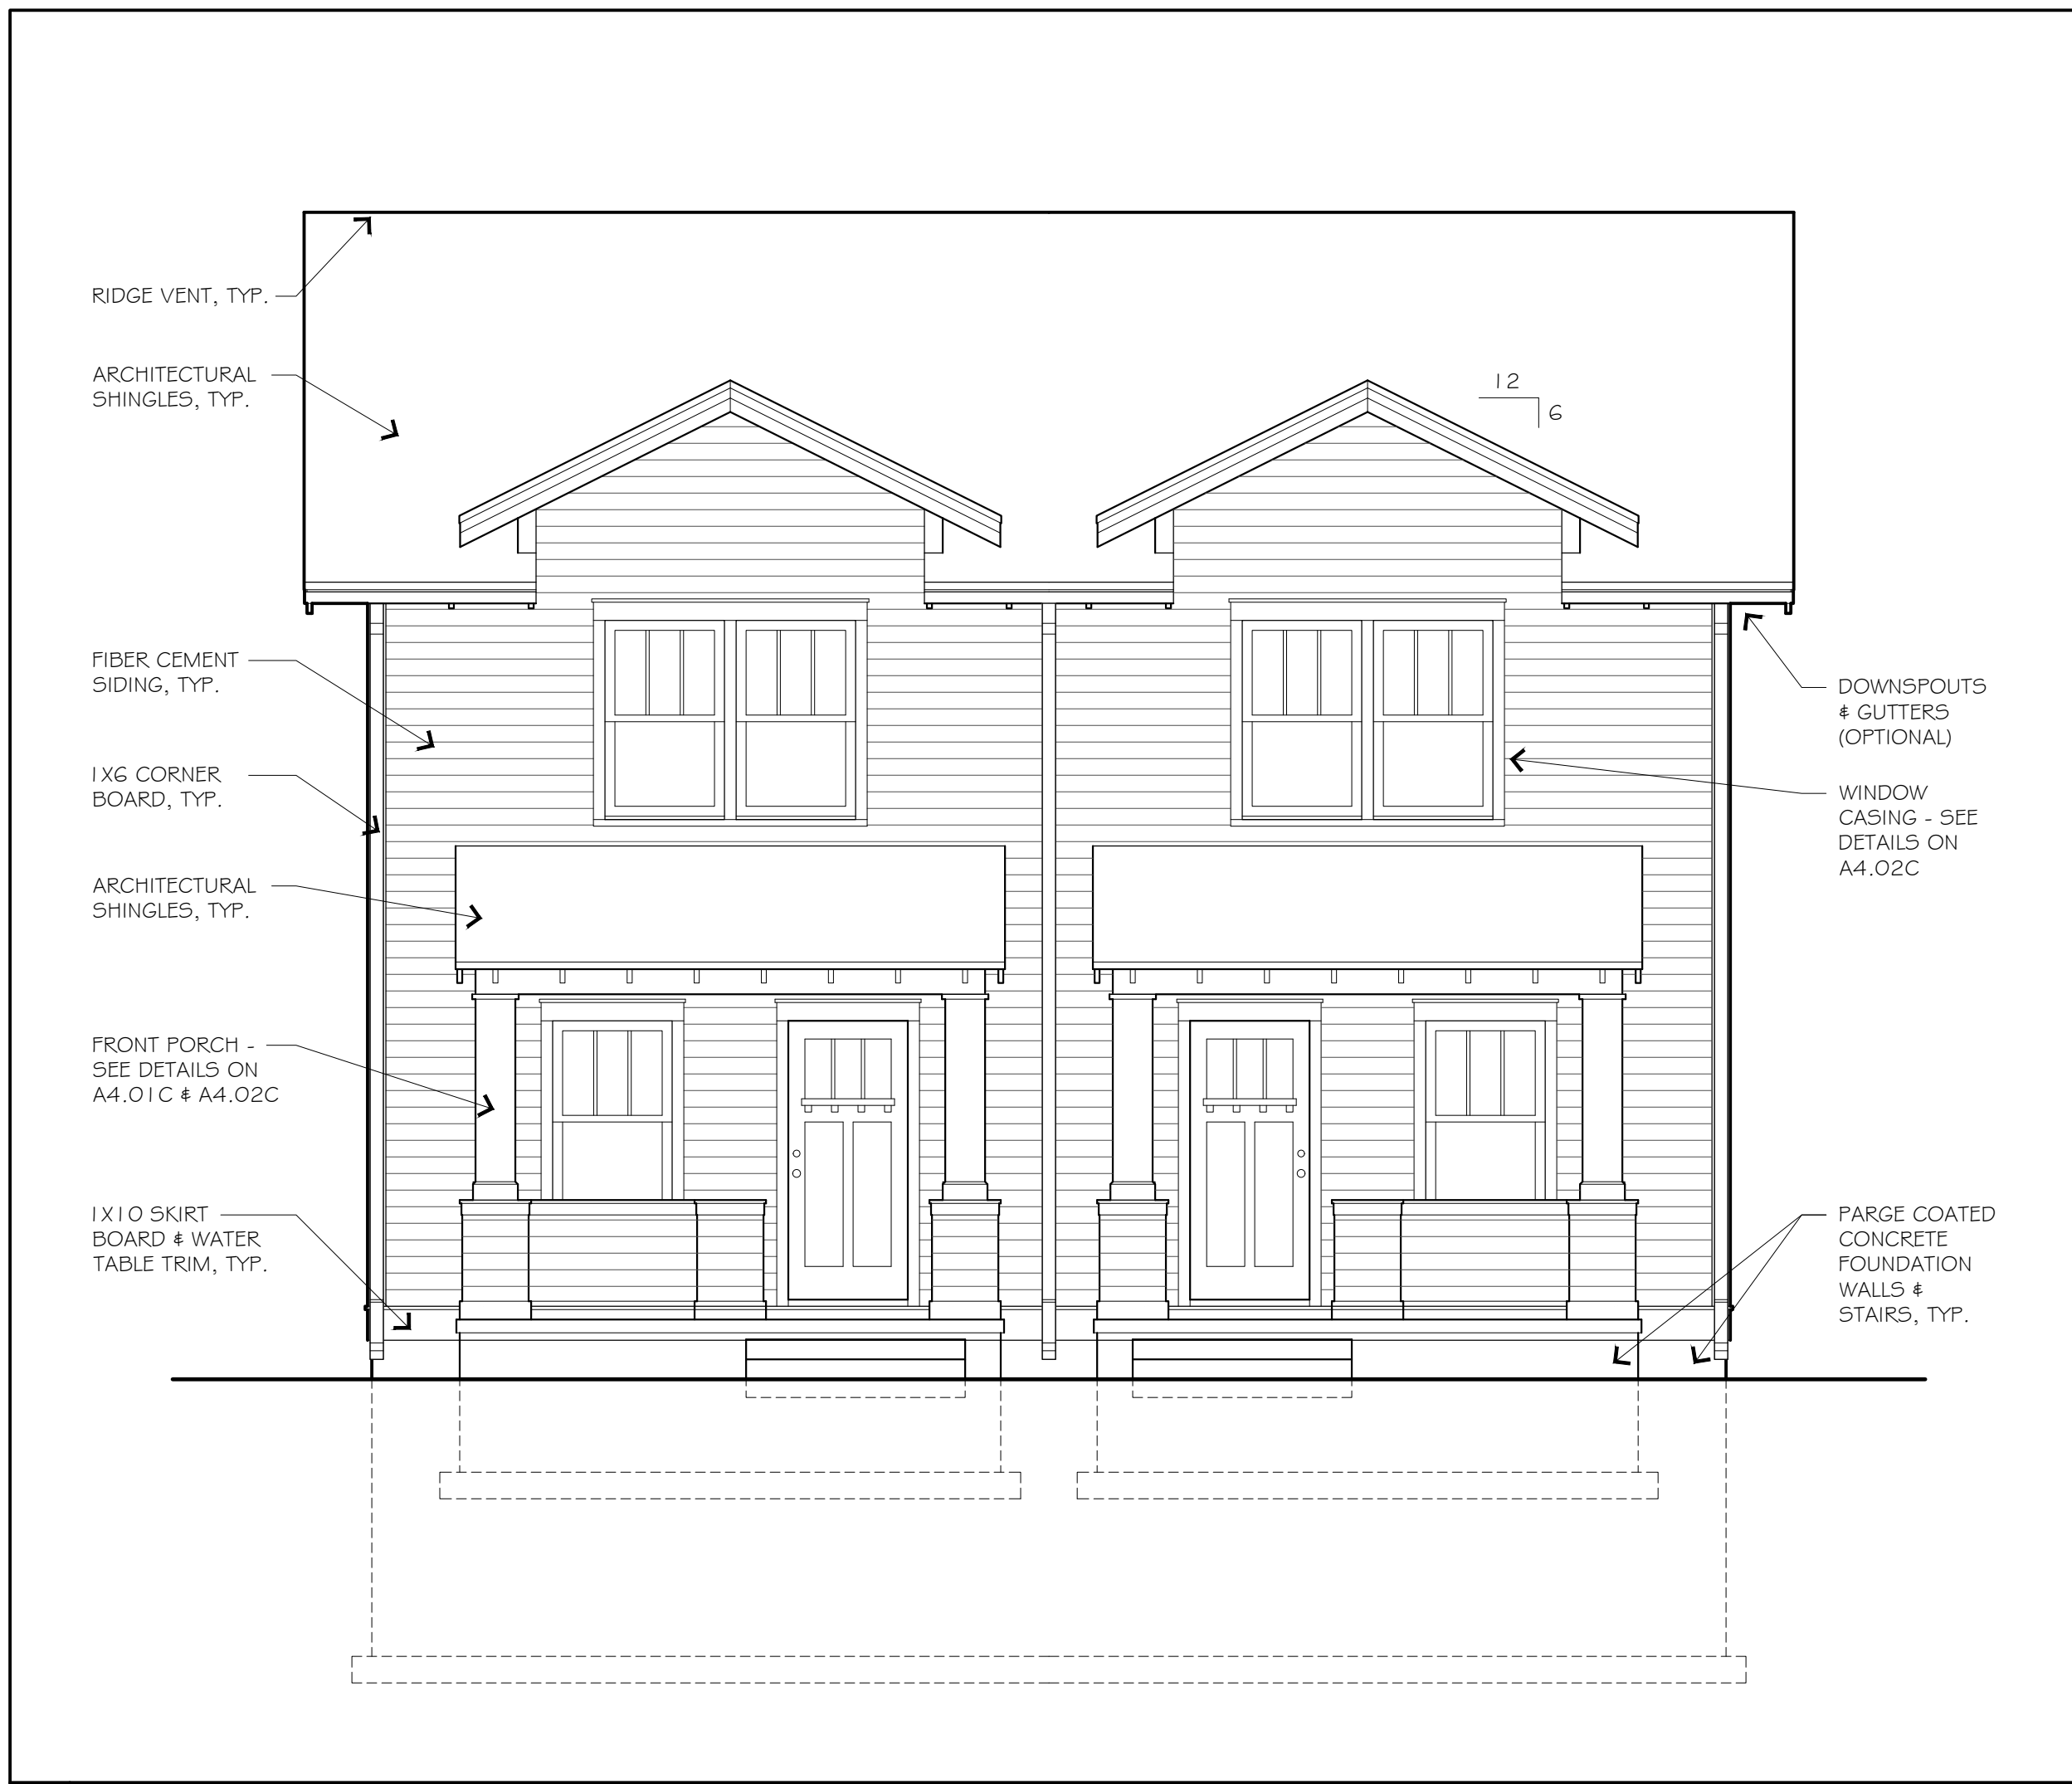 RIDGE VENT, TYP.
ARCHITECTURAL
SHINGLES, TYP.
12
6
FIBER CEMENT
SIDING, TYP.
1X6 CORNER
BOARD, TYP.
ARCHITECTURAL
SHINGLES, TYP.
FRONT PORCH -
SEE DETAILS ON
A4.01C & A4.02C
1X10 SKIRT
BOARD & WATER
TABLE TRIM, TYP.
DOWNSPOUTS
& GUTTERS
(OPTIONAL)
WINDOW
CASING - SEE
DETAILS ON
A4.02C
PARGE COATED
CONCRETE
FOUNDATION
WALLS &
STAIRS, TYP.